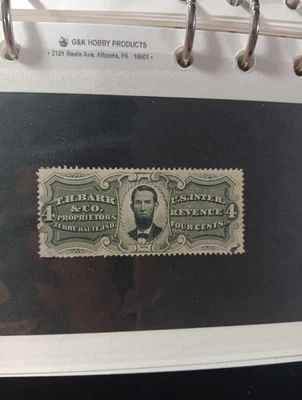 G&K HOBBY PRODUCTS
• 2121 Beale Ave, Altoona, PA 16601 •
T.H. BARR
& CO.
4 PROPRIETORS,
TERRE HAUTE, IND.
U.S. INTER.
REVENUE 4
FOUR CENTS.